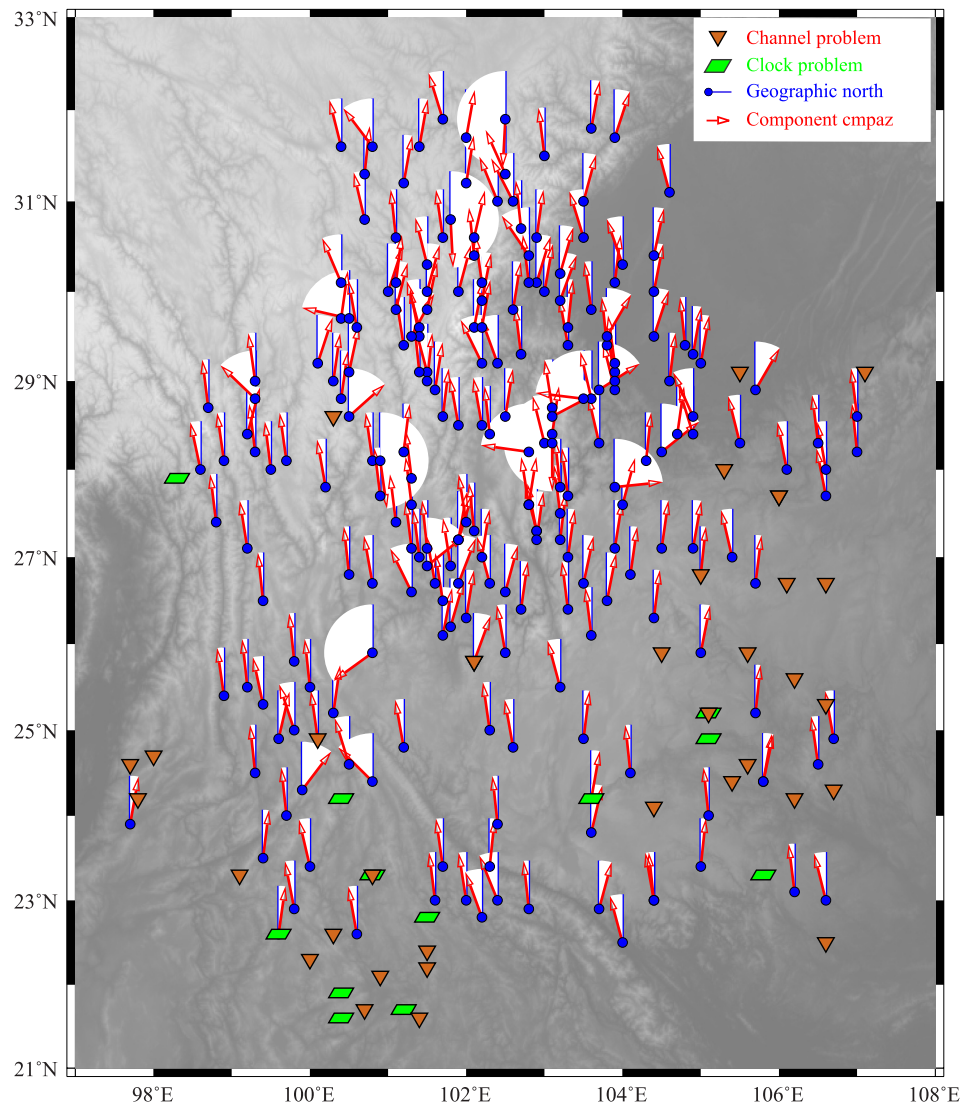 33˚N
Channel problem
Clock problem
Geographic north
Component cmpaz
31˚N
29˚N
27˚N
25˚N
23˚N
21˚N
98˚E 100˚E 102˚E 104˚E 106˚E 108˚E